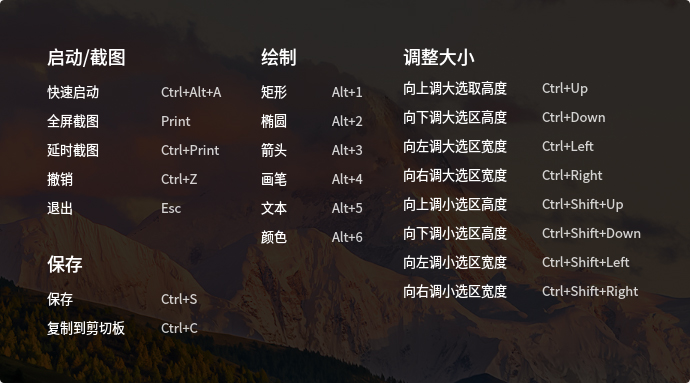 启动/截图
快速启动 Ctrl+Alt+A
全屏截图 Print
延时截图 Ctrl+Print
撤销 Ctrl+Z
退出 Esc
保存
保存 Ctrl+S
复制到剪切板 Ctrl+C
绘制
矩形 Alt+1
椭圆 Alt+2
箭头 Alt+3
画笔 Alt+4
文本 Alt+5
颜色 Alt+6
调整大小
向上调大选取高度 Ctrl+Up
向下调大选区高度 Ctrl+Down
向左调大选区宽度 Ctrl+Left
向右调大选区宽度 Ctrl+Right
向上调小选区高度 Ctrl+Shift+Up
向下调小选区高度 Ctrl+Shift+Down
向左调小选区宽度 Ctrl+Shift+Left
向右调小选区宽度 Ctrl+Shift+Right